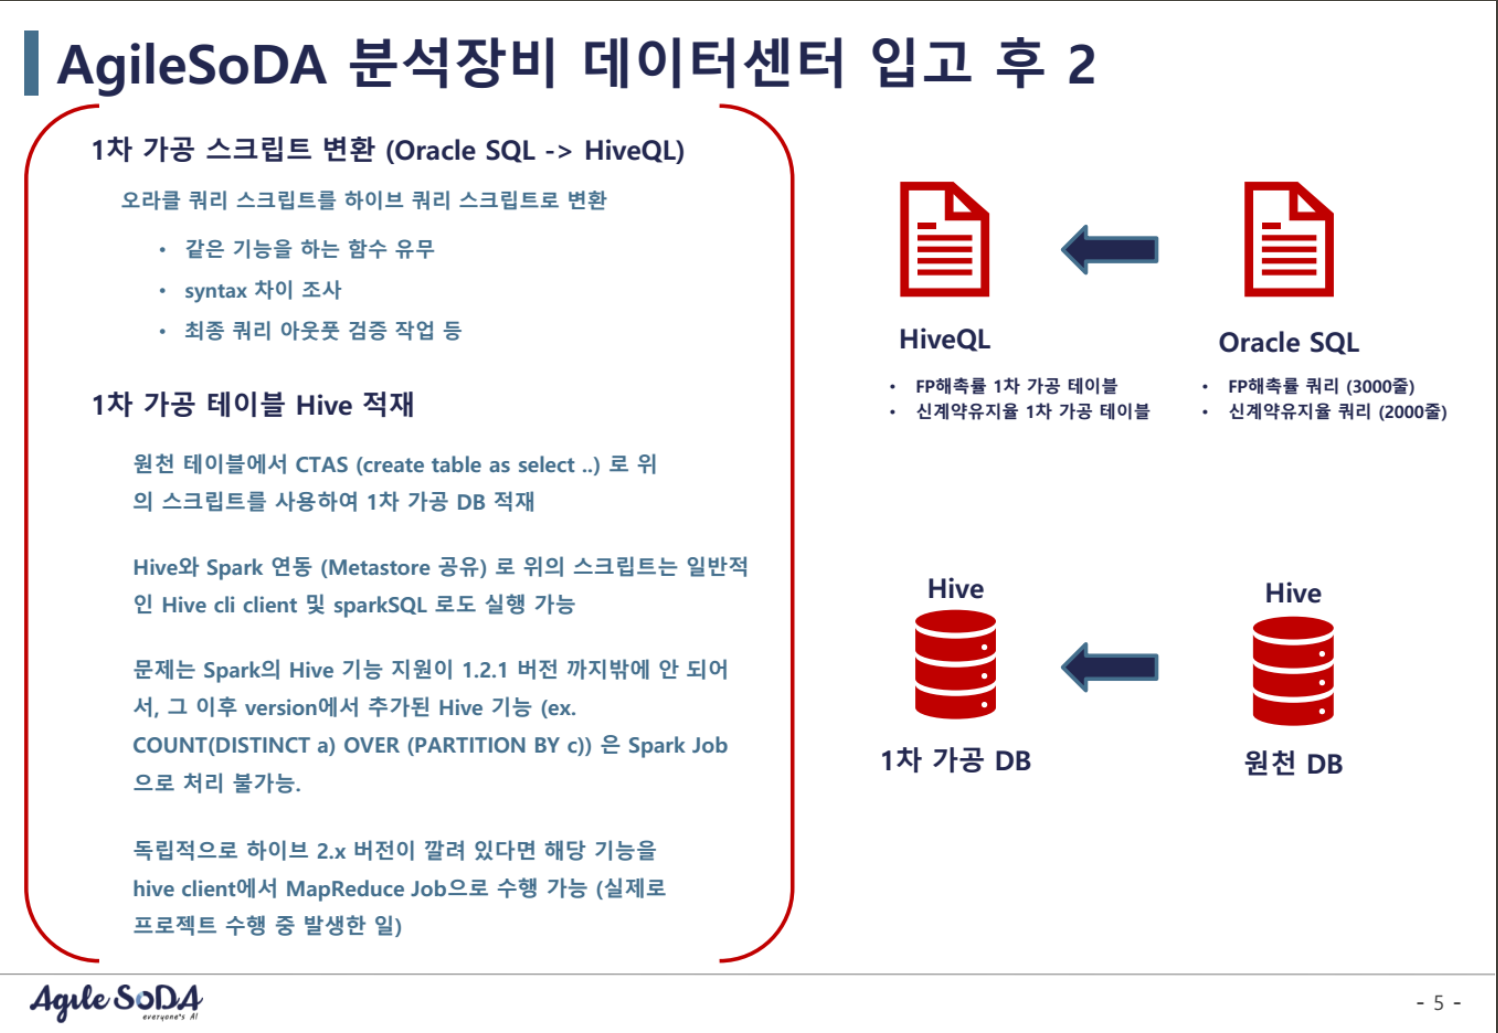 AgileSoDA 분석장비 데이터센터 입고 후 2
1차 가공 스크립트 변환 (Oracle SQL -> HiveQL)
오라클 쿼리 스크립트를 하이브 쿼리 스크립트로 변환
• 같은 기능을 하는 함수 유무
• syntax 차이 조사
• 최종 쿼리 아웃풋 검증 작업 등
1차 가공 테이블 Hive 적재
원천 테이블에서 CTAS (create table as select ..) 로 위
의 스크립트를 사용하여 1차 가공 DB 적재
Hive와 Spark 연동 (Metastore 공유) 로 위의 스크립트는 일반적
인 Hive cli client 및 sparkSQL 로도 실행 가능
문제는 Spark의 Hive 기능 지원이 1.2.1 버전 까지밖에 안 되어
서, 그 이후 version에서 추가된 Hive 기능 (ex.
COUNT(DISTINCT a) OVER (PARTITION BY c)) 은 Spark Job
으로 처리 불가능.
독립적으로 하이브 2.x 버전이 깔려 있다면 해당 기능을
hive client에서 MapReduce Job으로 수행 가능 (실제로
프로젝트 수행 중 발생한 일)
HiveQL
• FP해촉률 1차 가공 테이블
• 신계약유지율 1차 가공 테이블
Oracle SQL
• FP해촉률 쿼리 (3000줄)
• 신계약유지율 쿼리 (2000줄)
Hive
1차 가공 DB
Hive
원천 DB
Agile SoDA
everyone's AI
- 5 -